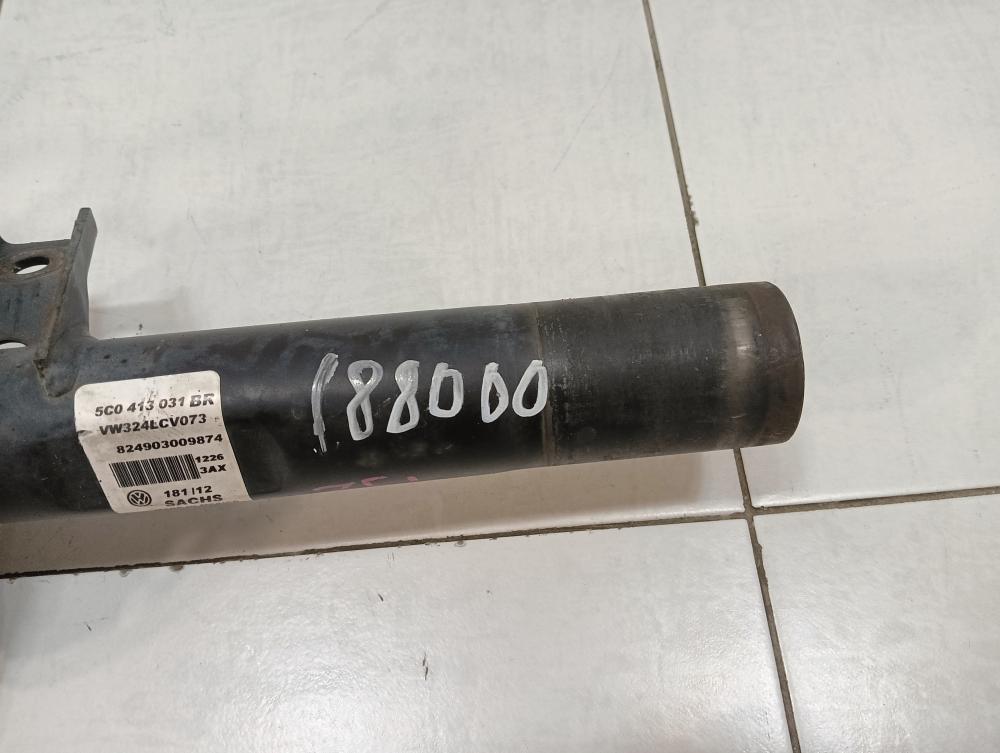 5C0 413 031 BR
VW324LCV073
824903009874
1226
3AX
181/12
SACHS
188000